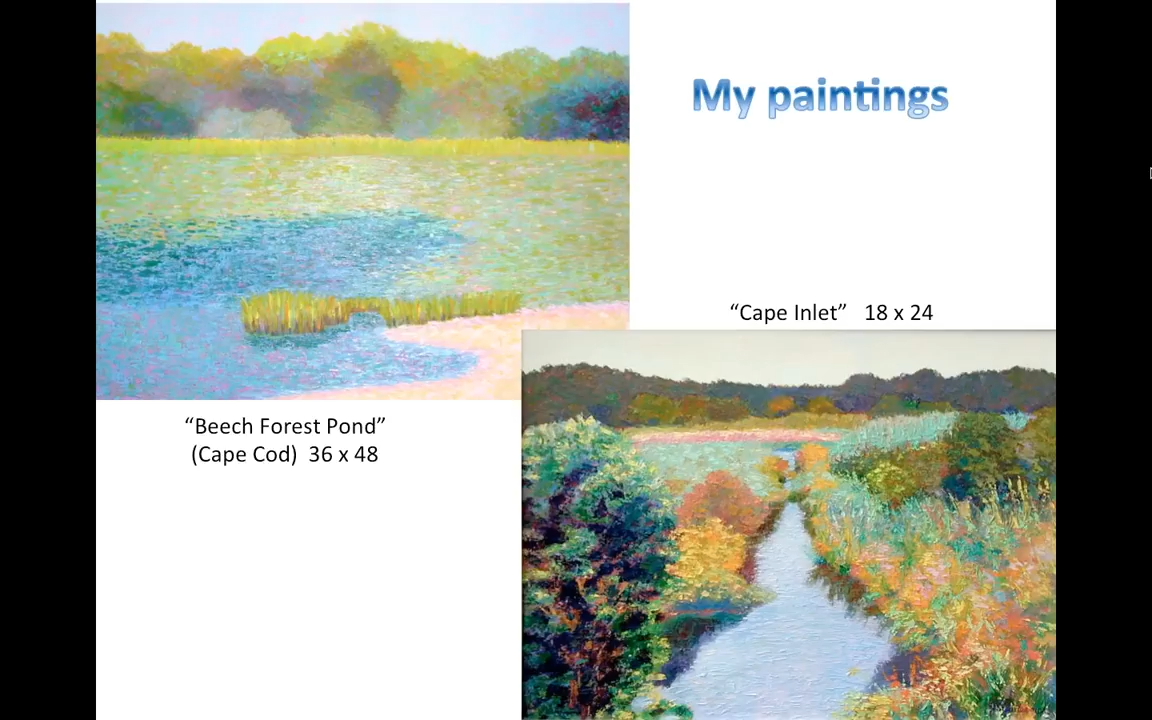 My paintings
“Cape Inlet” 18 x 24
“Beech Forest Pond”
(Cape Cod) 36 x 48